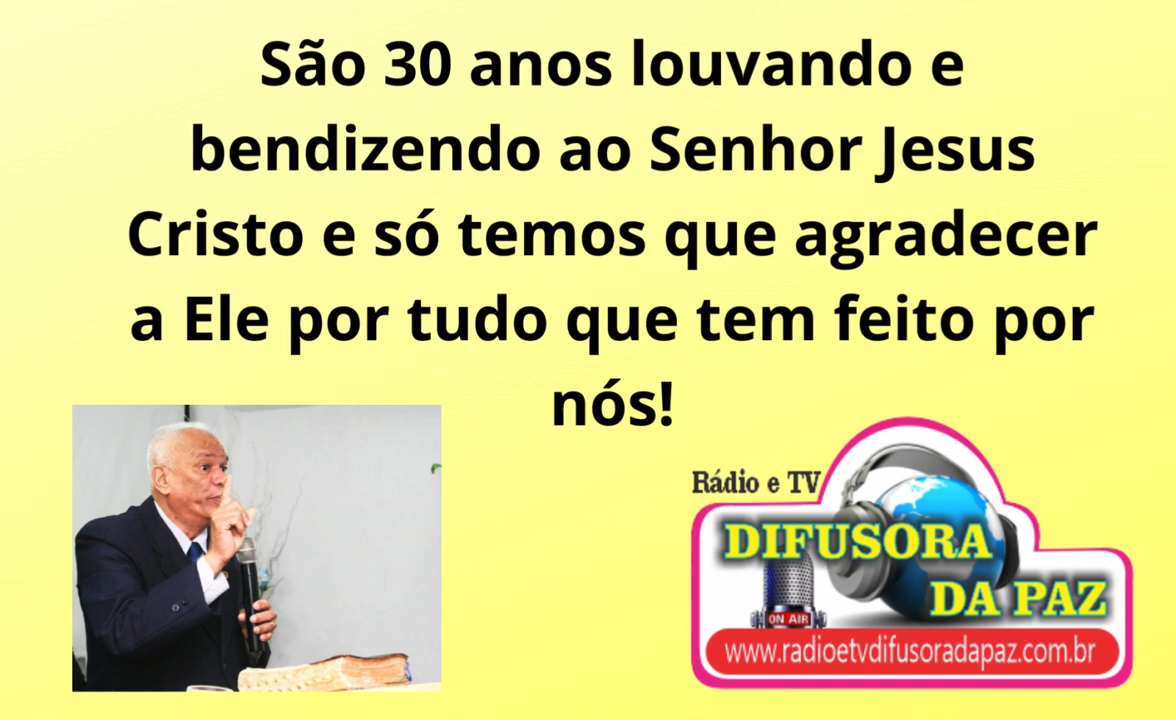 São 30 anos louvando e
bendizendo ao Senhor Jesus
Cristo e só temos que agradecer
a Ele por tudo que tem feito por
nós!
Rádio e TV
DIFUSORA
DA PAZ
ON AIR
www.radioetvdifusoradapaz.com.br